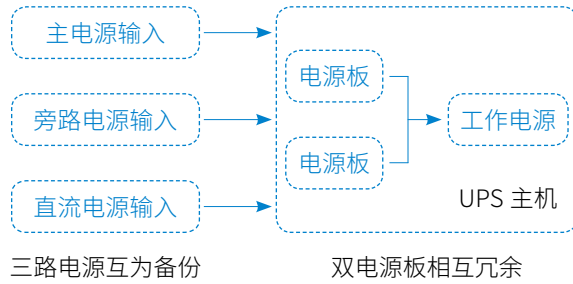 主电源输入
旁路电源输入
直流电源输入
电源板
电源板
工作电源
UPS 主机
三路电源互为备份
双电源板相互冗余